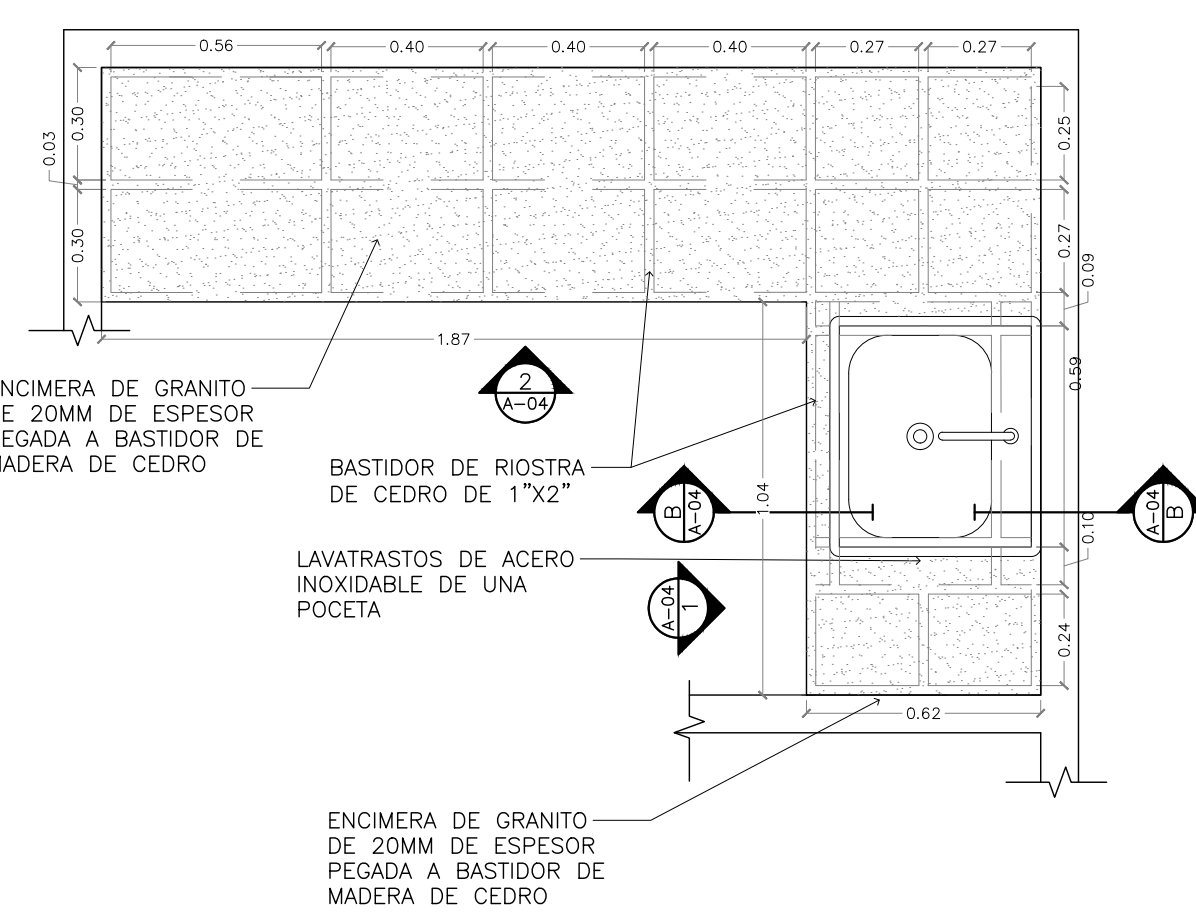 0.56
0.40
0.40
0.40
0.27
0.27
0.30
0.03
0.30
0.25
0.27
0.09
0.59
0.10
0.24
1.87
1.04
0.62
2
A-04
NCIMERA DE GRANITO
E 20MM DE ESPESOR
EGADA A BASTIDOR DE
MADERA DE CEDRO
BASTIDOR DE RIOSTRA
DE CEDRO DE 1"X2"
B
A-04
A-04
B
LAVATRASTOS DE ACERO
INOXIDABLE DE UNA
POCETA
A-04
1
ENCIMERA DE GRANITO
DE 20MM DE ESPESOR
PEGADA A BASTIDOR DE
MADERA DE CEDRO